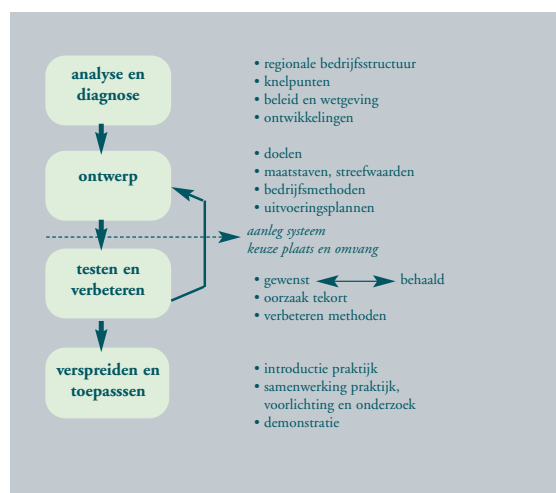 analyse en
diagnose
• regionale bedrijfsstructuur
• knelpunten
• beleid en wetgeving
• ontwikkelingen
ontwerp
• doelen
• maatstaven, streefwaarden
• bedrijfsmethoden
• uitvoeringsplannen
aanleg systeem
keuze plaats en omvang
testen en
verbeteren
• gewenst behaald
• oorzaak tekort
• verbeteren methoden
verspreiden en
toepasssen
• introductie praktijk
• samenwerking praktijk,
voorlichting en onderzoek
• demonstratie